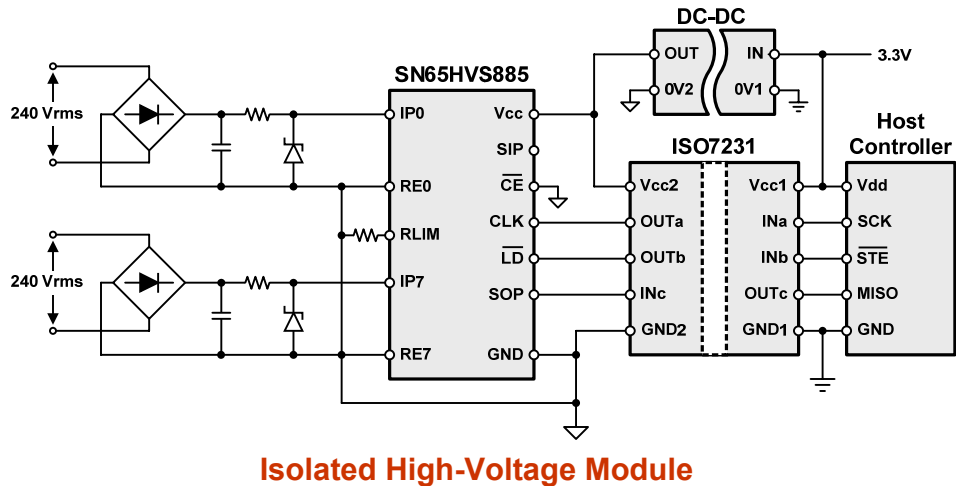 DC-DC
OUT
IN
3.3V
0V2
0V1
SN65HVS885
240 Vrms
IP0
Vcc
SIP
RE0
CE
RLIM
CLK
LD
240 Vrms
IP7
SOP
RE7
GND
ISO7231
Vcc2
Vcc1
OUTa
INa
OUTb
INb
INc
OUTc
GND2
GND1
Host
Controller
Vdd
SCK
STE
MISO
GND
Isolated High-Voltage Module